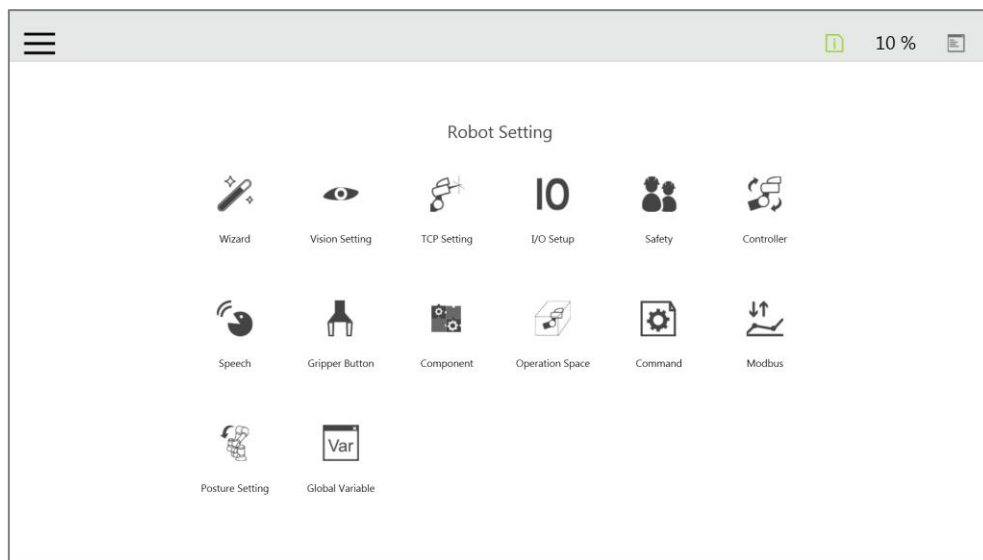 10 %
Robot Setting
IO
Wizard Vision Setting TCP Setting I/O Setup Safety Controller
Speech Gripper Button Component Operation Space Command Modbus
Var
Posture Setting Global Variable